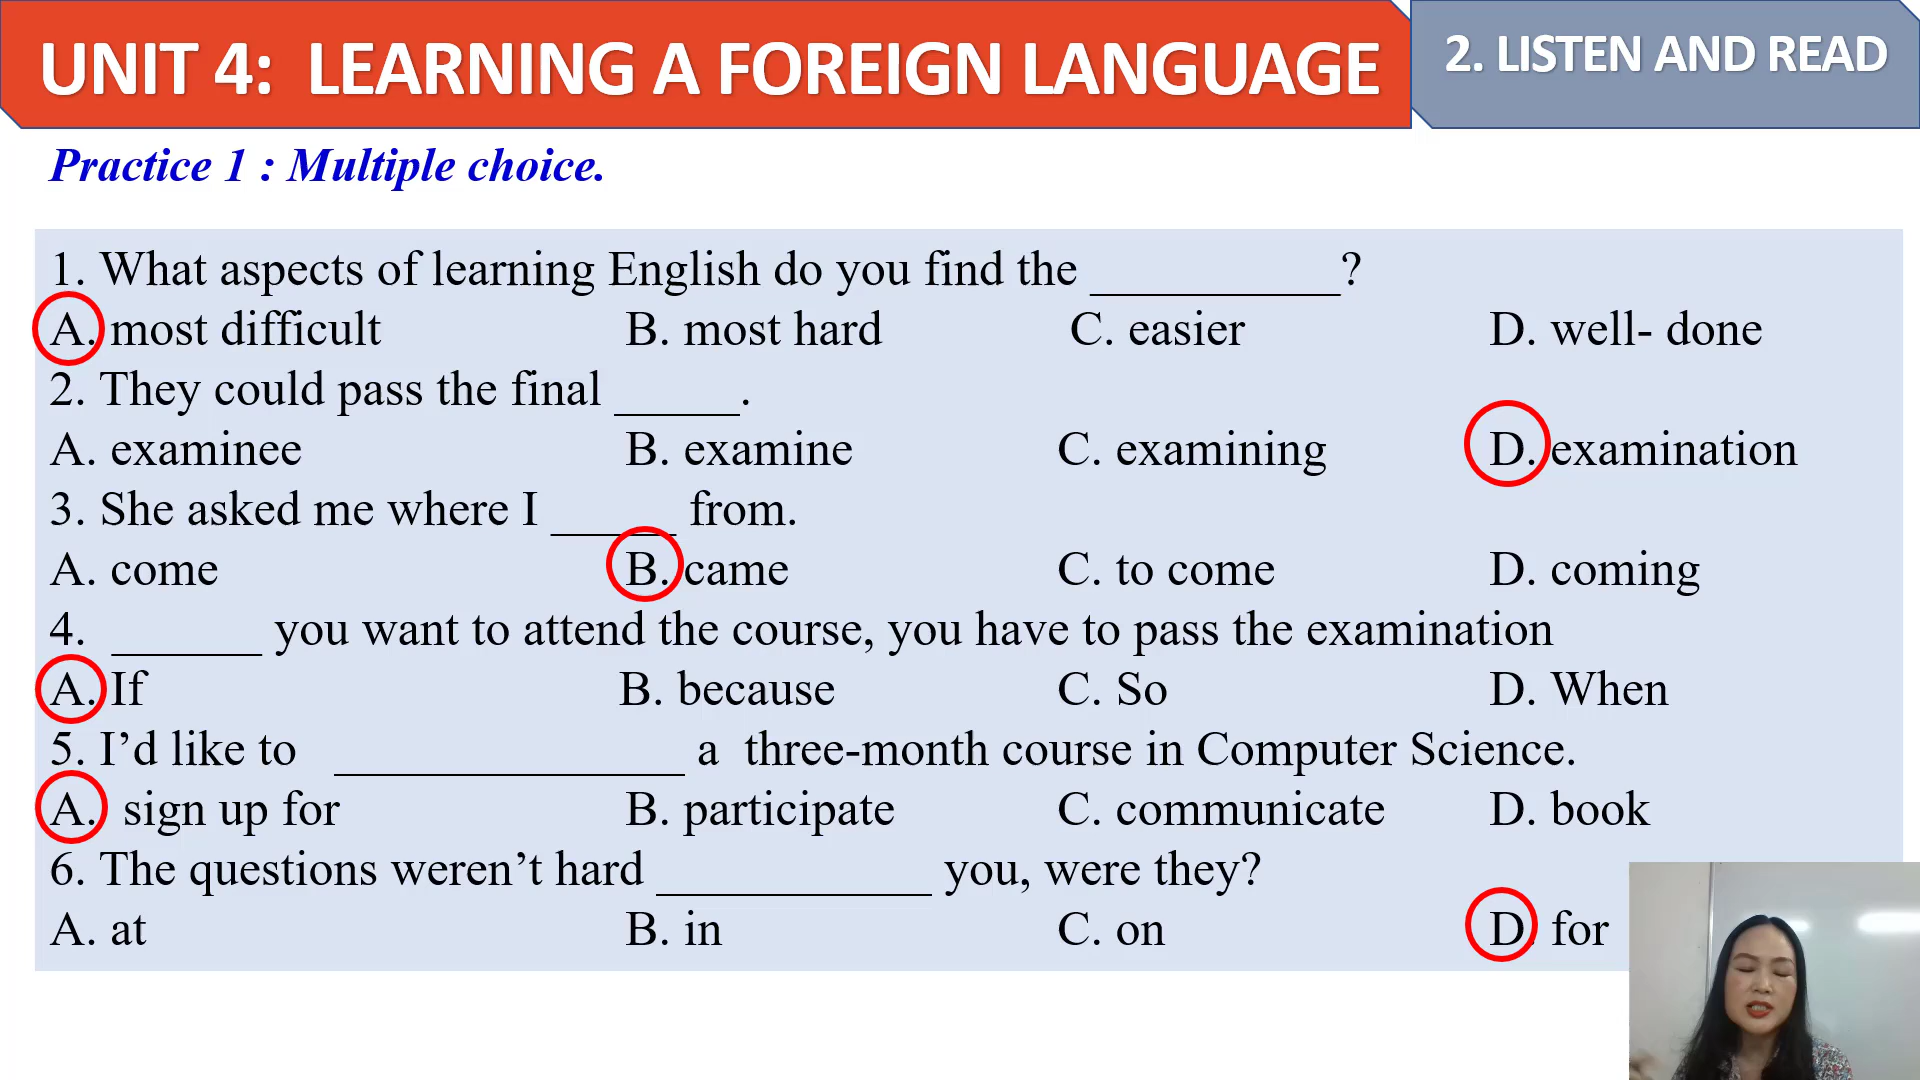 UNIT 4: LEARNING A FOREIGN LANGUAGE
2. LISTEN AND READ
Practice 1 : Multiple choice.
1. What aspects of learning English do you find the __________?
A. most difficult B. most hard C. easier D. well- done
2. They could pass the final _____.
A. examinee B. examine C. examining D. examination
3. She asked me where I _____ from.
A. come B. came C. to come D. coming
4. ______ you want to attend the course, you have to pass the examination
A. If B. because C. So D. When
5. I’d like to ______________ a three-month course in Computer Science.
A. sign up for B. participate C. communicate D. book
6. The questions weren’t hard ___________ you, were they?
A. at B. in C. on D. for